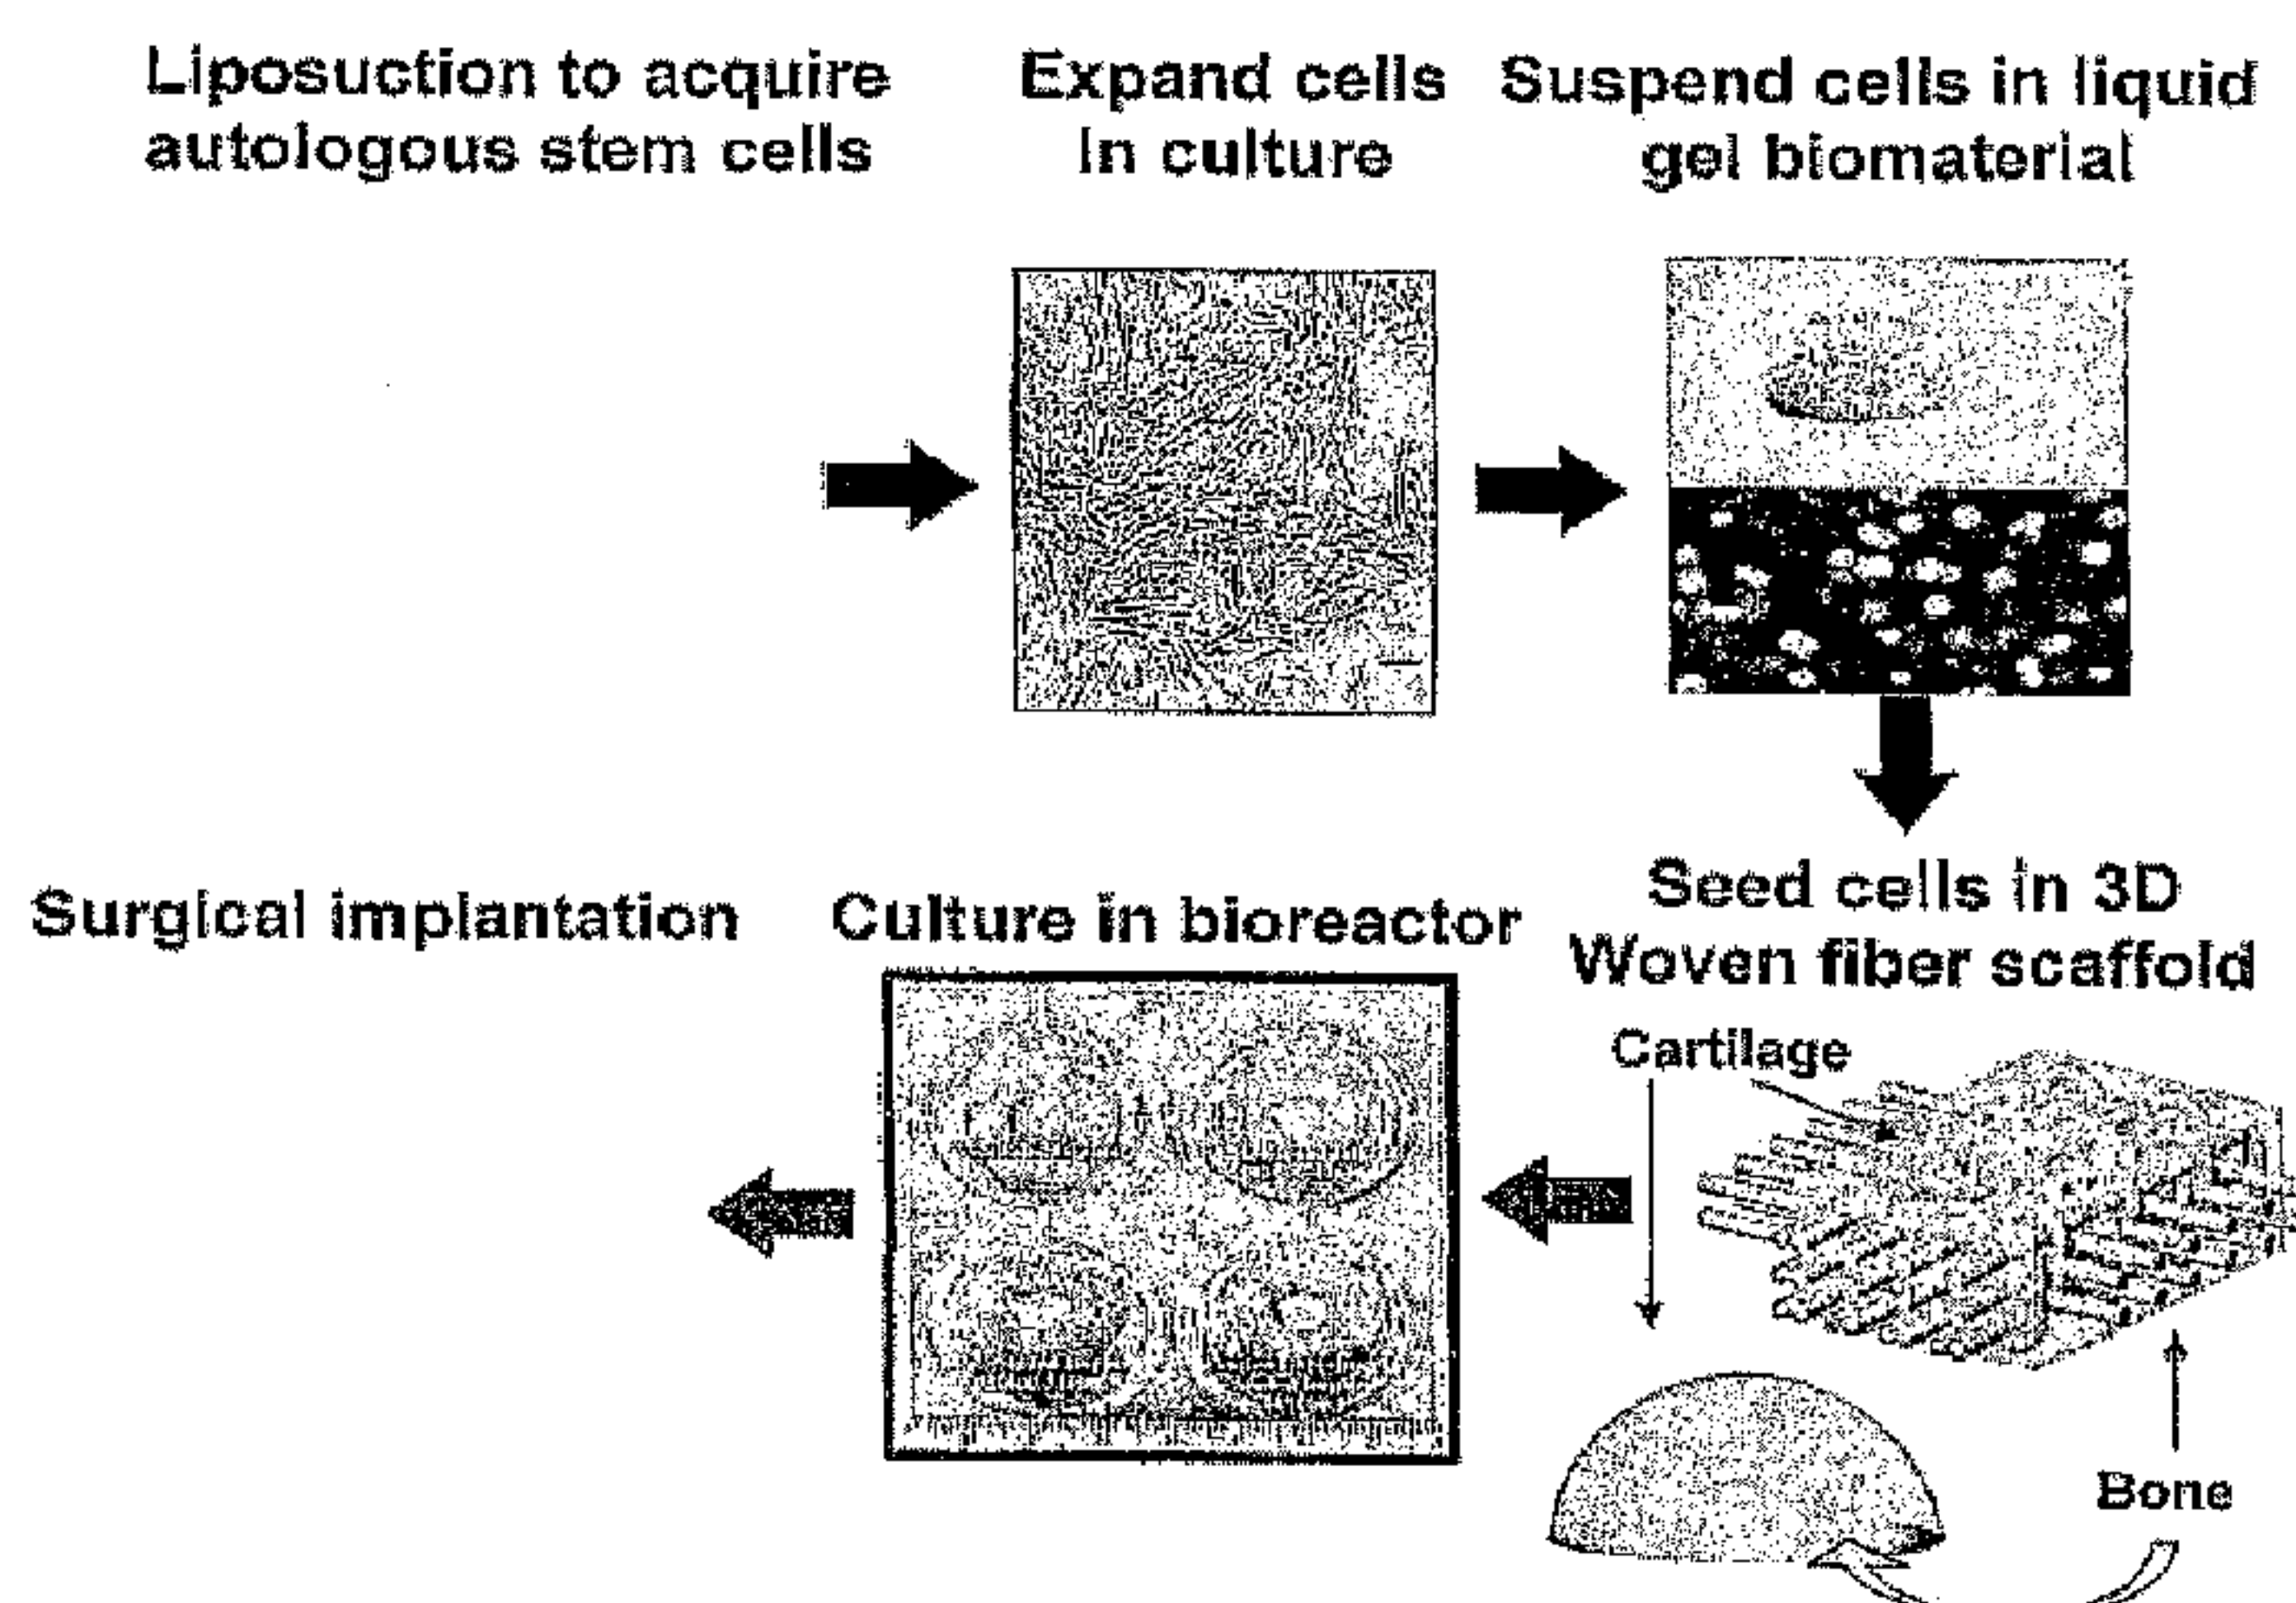 Liposuction to acquire
autologous stem cells
Expand cells
In culture
Suspend cells in liquid
gel biomaterial
Seed cells in 3D
Woven fiber scaffold
Culture in bioreactor
Surgical implantation
Cartilage
Bone